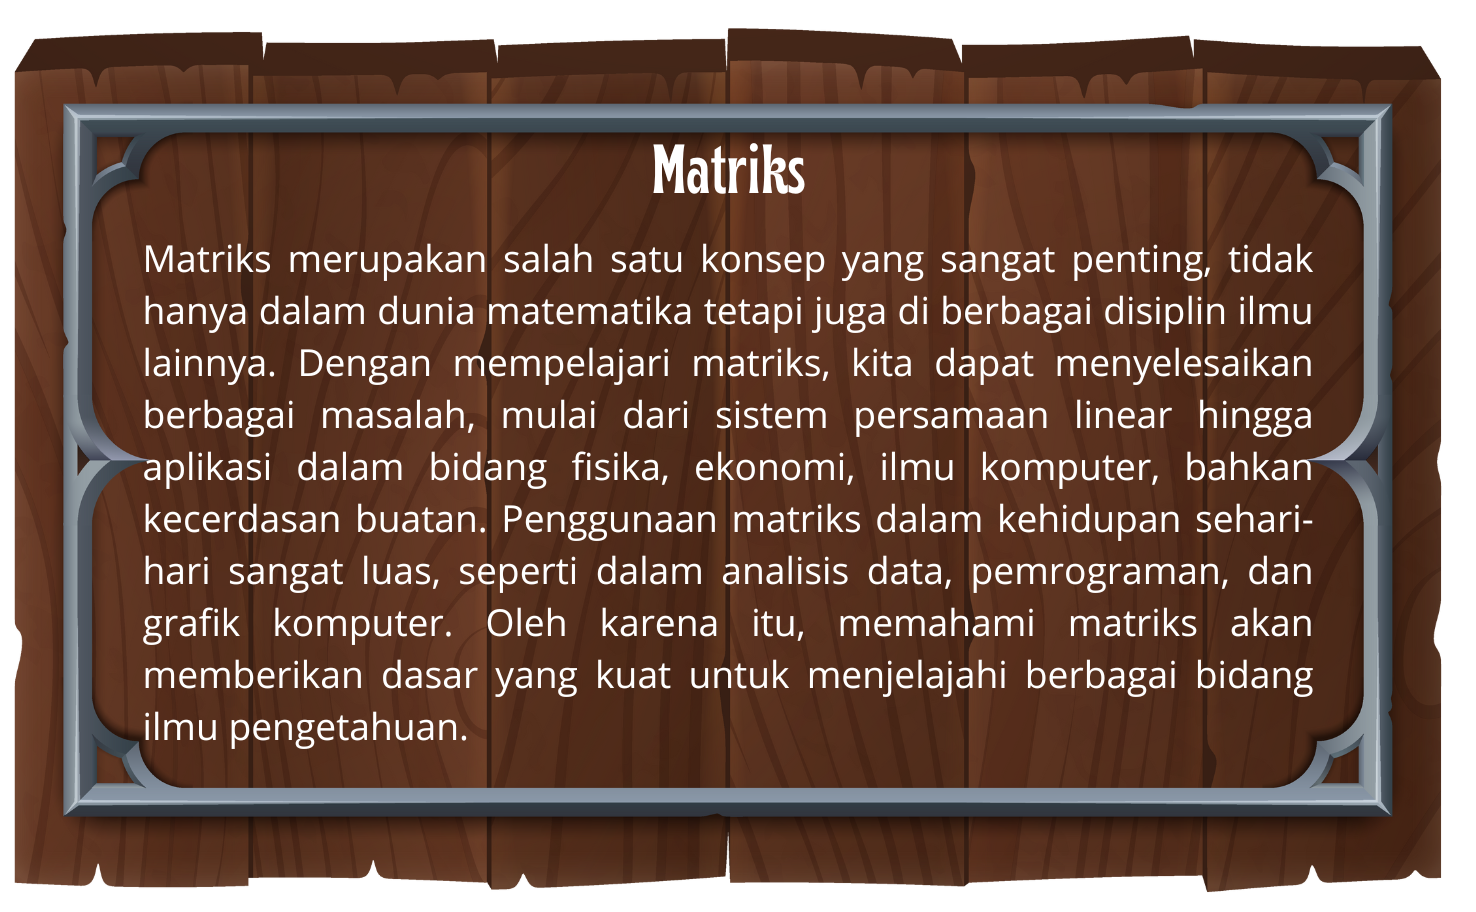 Matriks
Matriks merupakan salah satu konsep yang sangat penting, tidak
hanya dalam dunia matematika tetapi juga di berbagai disiplin ilmu
lainnya. Dengan mempelajari matriks, kita dapat menyelesaikan
berbagai masalah, mulai dari sistem persamaan linear hingga
aplikasi dalam bidang fisika, ekonomi, ilmu komputer, bahkan
kecerdasan buatan. Penggunaan matriks dalam kehidupan sehari-
hari sangat luas, seperti dalam analisis data, pemrograman, dan
grafik komputer. Oleh karena itu, memahami matriks akan
memberikan dasar yang kuat untuk menjelajahi berbagai bidang
ilmu pengetahuan.